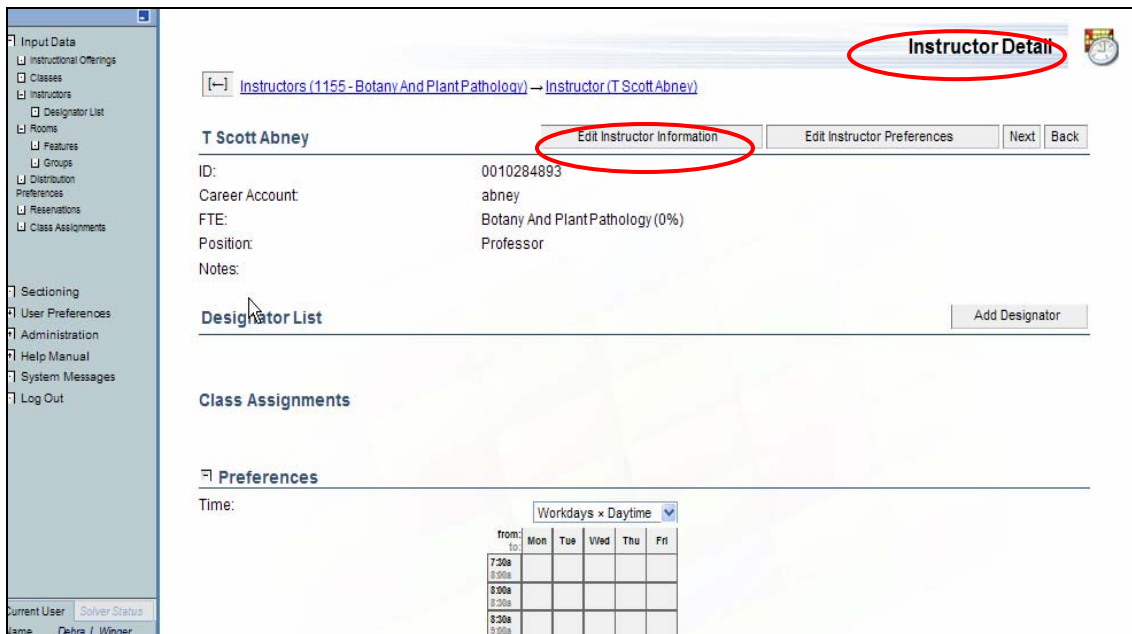 Input Data
Instructional Offerings
Classes
Instructors
Designator List
Rooms
Features
Groups
Distribution
Preferences
Reservations
Class Assignments
Sectioning
User Preferences
Administration
Help Manual
System Messages
Log Out
Current User Solver Status
Name Debra L Winger
Instructor Detail
[←] Instructors (1155 - Botany And Plant Pathology) → Instructor (T Scott Abney)
T Scott Abney Edit Instructor Information Edit Instructor Preferences Next Back
ID: 0010284893
Career Account: abney
FTE: Botany And Plant Pathology (0%)
Position: Professor
Notes:
Designator List Add Designator
Class Assignments
Preferences
Time: Workdays × Daytime
from: Mon Tue Wed Thu Fri
to:
7:30a
8:00a
8:00a
8:30a
8:30a
9:00a